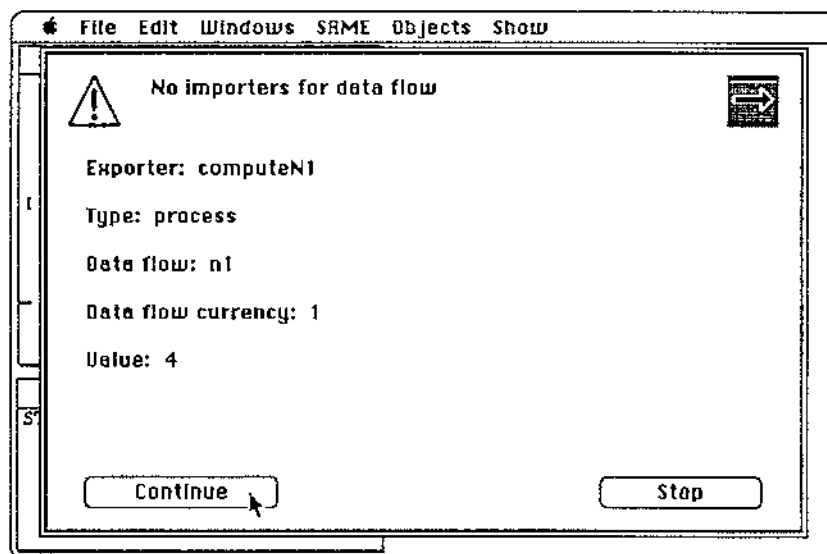 File Edit Windows SAME Objects Show
No importers for data flow
Exporter: computeN1
Type: process
Data flow: n1
Data flow currency: 1
Value: 4
Continue
Stop